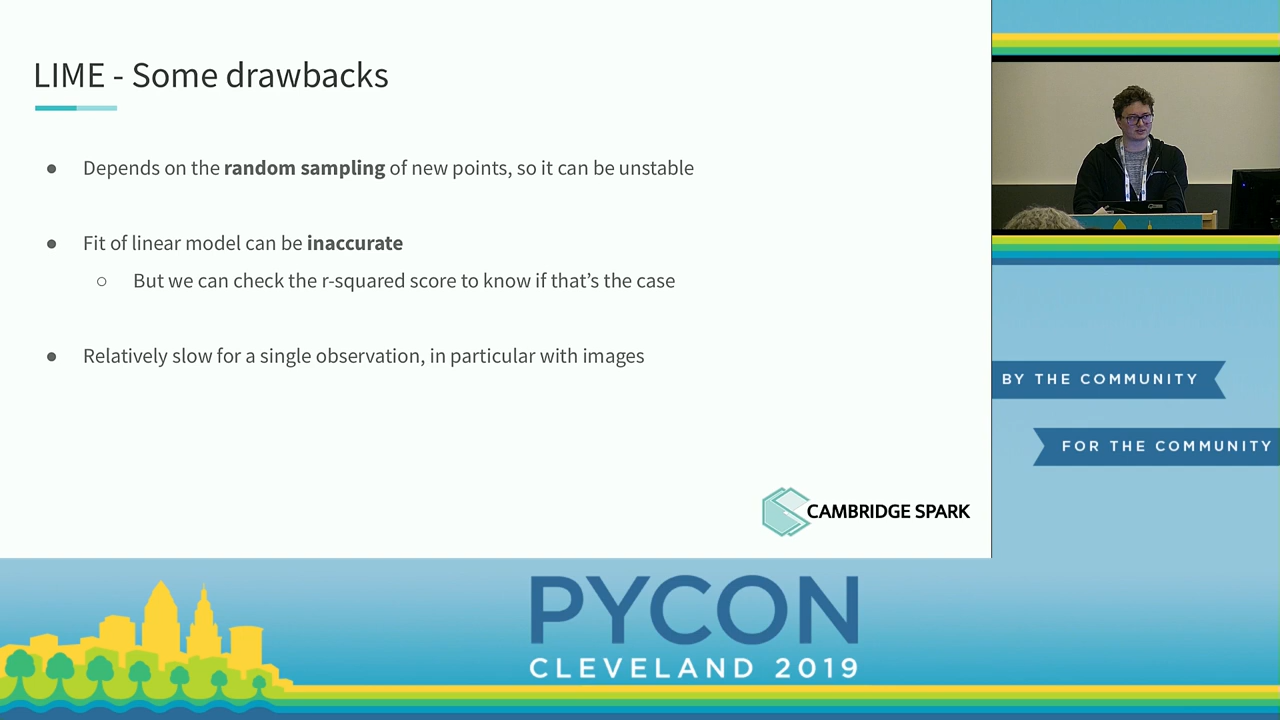 LIME - Some drawbacks
● Depends on the random sampling of new points, so it can be unstable
● Fit of linear model can be inaccurate
○ But we can check the r-squared score to know if that’s the case
● Relatively slow for a single observation, in particular with images
CAMBRIDGE SPARK
BY THE COMMUNITY
FOR THE COMMUNITY
PYCON
CLEVELAND 2019